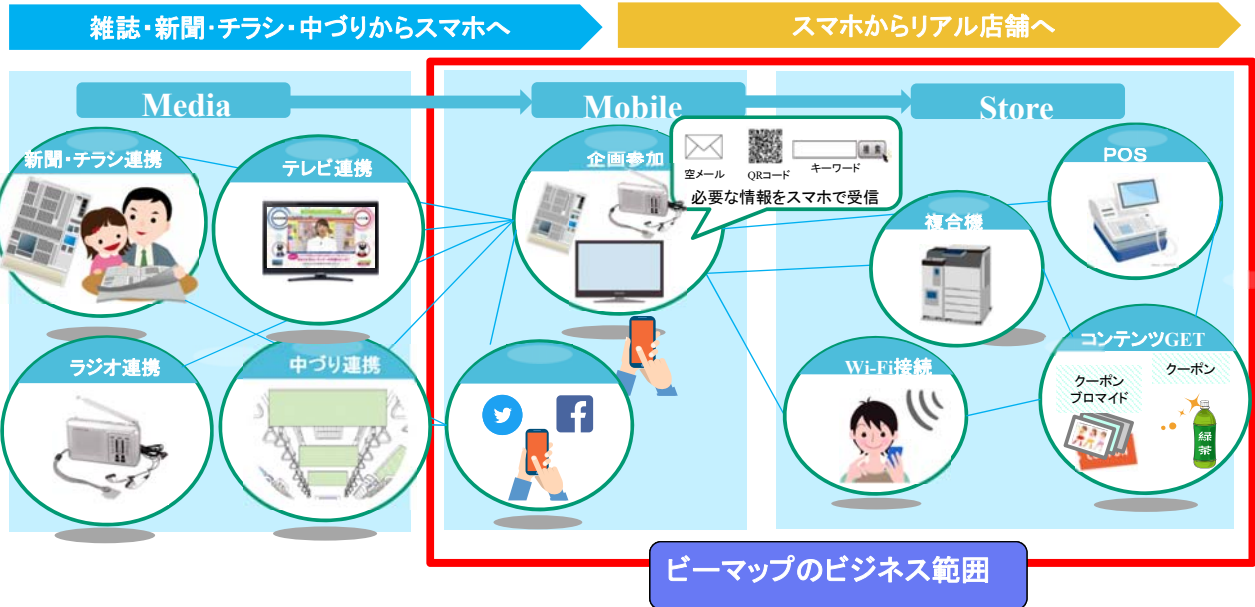 雑誌・新聞・チラシ・中づりからスマホへ
スマホからリアル店舗へ
Media
Mobile
Store
新聞・チラシ連携
テレビ連携
ラジオ連携
中づり連携
企画参加
空メール
QRコード
キーワード
検索
必要な情報をスマホで受信
複合機
POS
Wi-Fi接続
コンテンツGET
クーポン
ブロマイド
クーポン
緑
茶
ビーマップのビジネス範囲